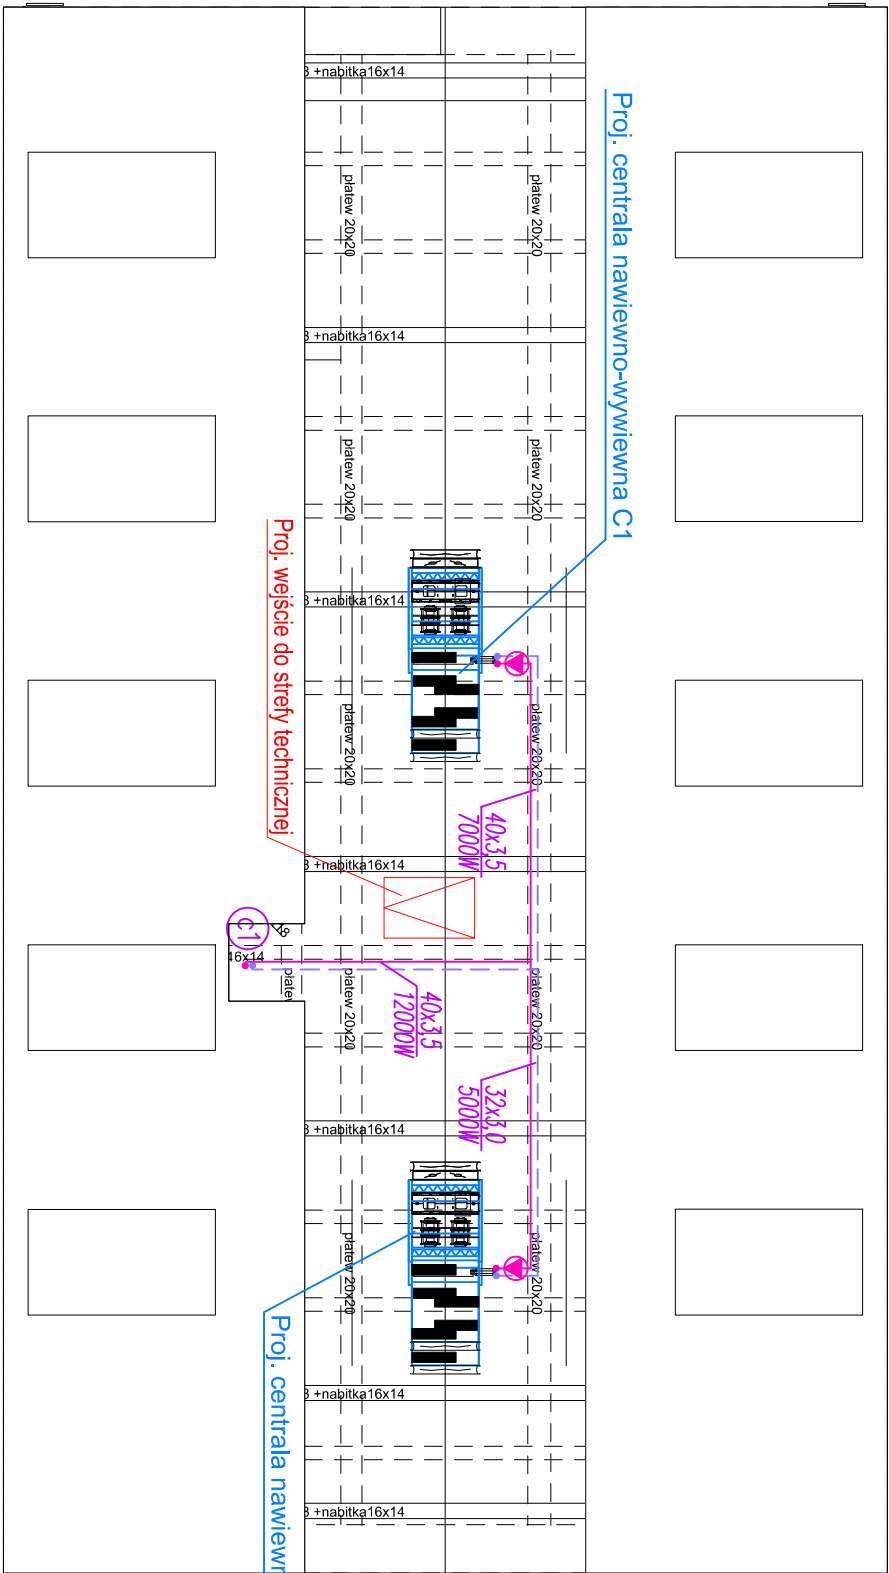 3 +nabitka16x14
płatew 20x20
płatew 20x20
Proj. centrala nawiewno-wywiewna C1
3 +nabitka16x14
płatew 20x20
płatew 20x20
Proj. wejście do strefy technicznej
3 +nabitka16x14
płatew 20x20
płatew 20x20
40x3,5
7000W
3 +nabitka16x14
c1
16x14
płatew
płatew 20x20
płatew 20x20
40x3,5
12000W
32x3,0
5000W
3 +nabitka16x14
płatew 20x20
płatew 20x20
Proj. centrala nawiewn
3 +nabitka16x14
3 +nabitka16x14